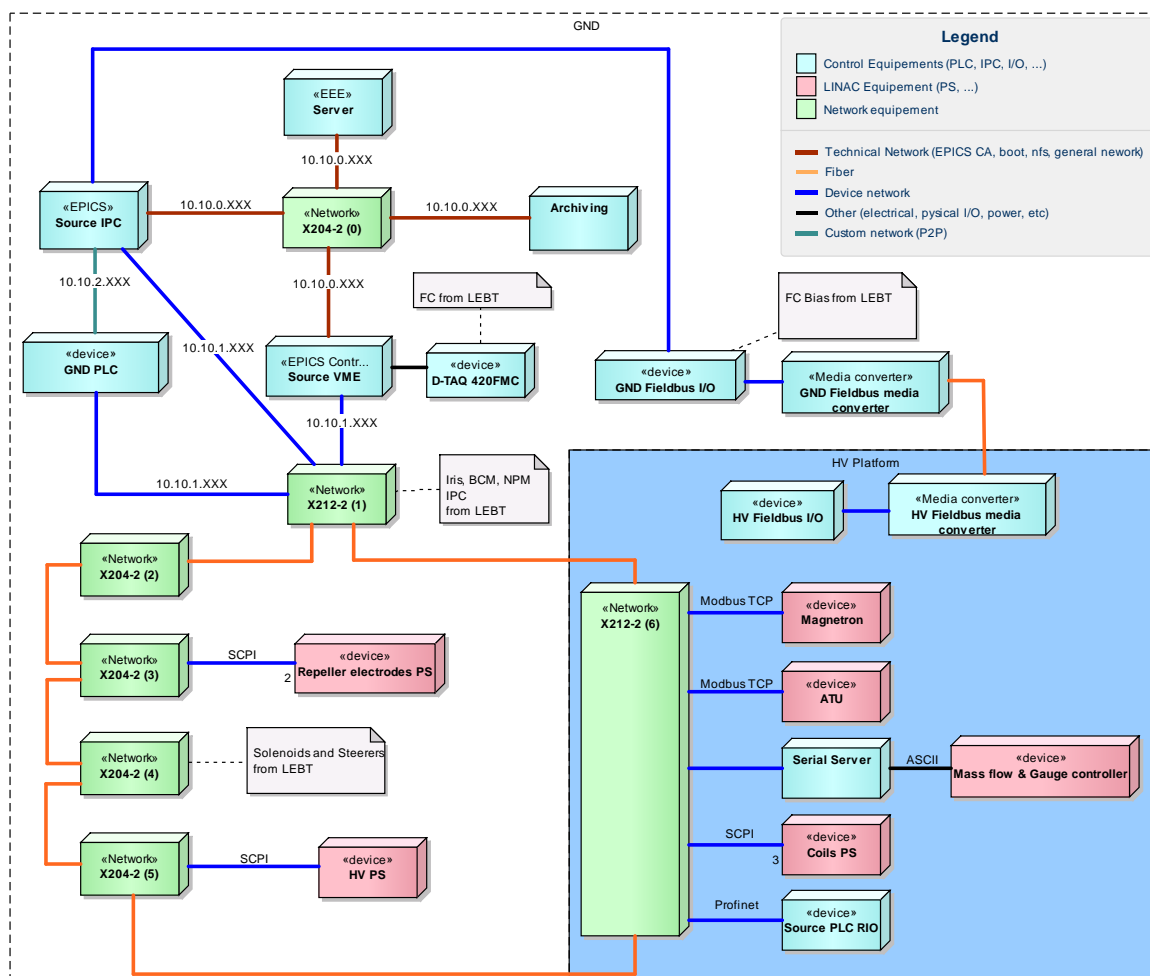 GND
Legend
Control Equipements (PLC, IPC, I/O, ...)
LINAC Equipement (PS, ...)
Network equipement
Technical Network (EPICS CA, boot, nfs, general nework)
Fiber
Device network
Other (electrical, pysical I/O, power, etc)
Custom network (P2P)
«EEE»
Server
10.10.0.XXX
«EPICS»
Source IPC
10.10.0.XXX
«Network»
X204-2 (0)
10.10.0.XXX
Archiving
10.10.2.XXX
10.10.0.XXX
FC from LEBT
FC Bias from LEBT
«device»
GND PLC
10.10.1.XXX
«EPICS Contr...
Source VME
«device»
D-TAQ 420FMC
«device»
GND Fieldbus I/O
«Media converter»
GND Fieldbus media
converter
10.10.1.XXX
10.10.1.XXX
«Network»
X212-2 (1)
Iris, BCM, NPM
IPC
from LEBT
HV Platform
«device»
HV Fieldbus I/O
«Media converter»
HV Fieldbus media
converter
«Network»
X204-2 (2)
«Network»
X204-2 (3)
SCPI
2
«device»
Repeller electrodes PS
«Network»
X204-2 (4)
Solenoids and Steerers
from LEBT
«Network»
X204-2 (5)
SCPI
«device»
HV PS
«Network»
X212-2 (6)
Modbus TCP
«device»
Magnetron
Modbus TCP
«device»
ATU
Serial Server
ASCII
«device»
Mass flow & Gauge controller
SCPI
3
«device»
Coils PS
Profinet
«device»
Source PLC RIO